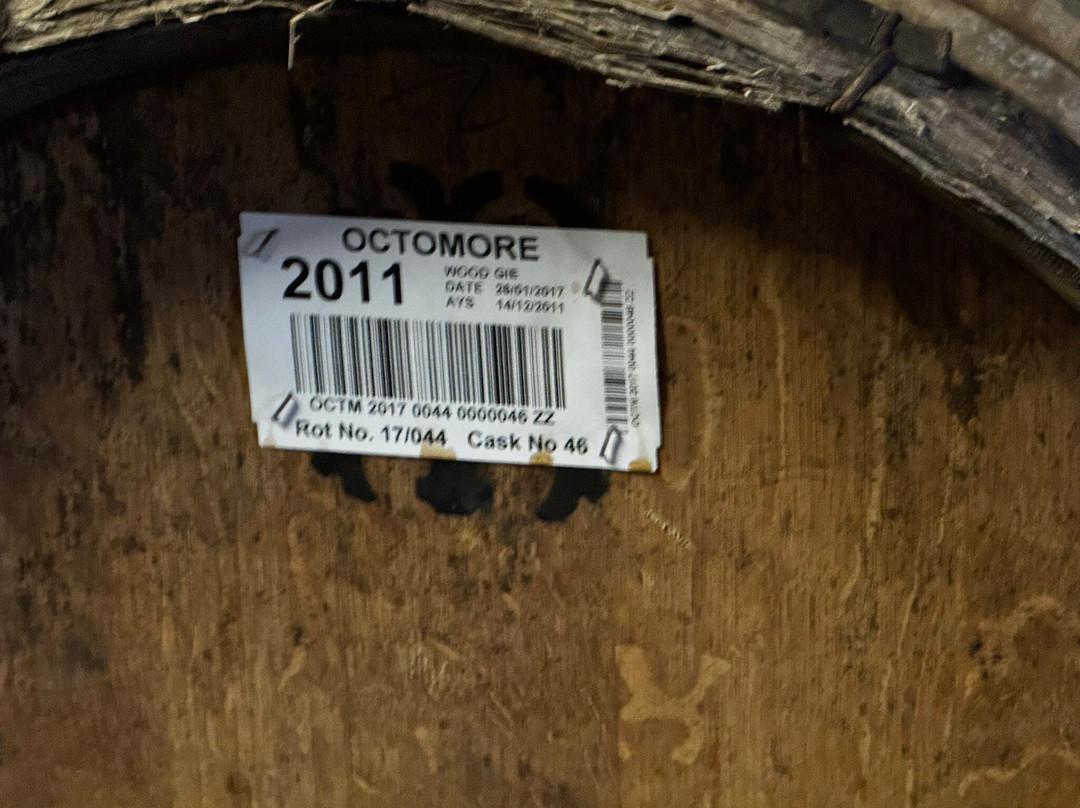 OCTOMORE
2011
WOOD GIE
DATE 26/01/2017
AYS 14/12/2011
OCTM 2017 0044 0000046 ZZ
Rot No. 17/044 Cask No 46